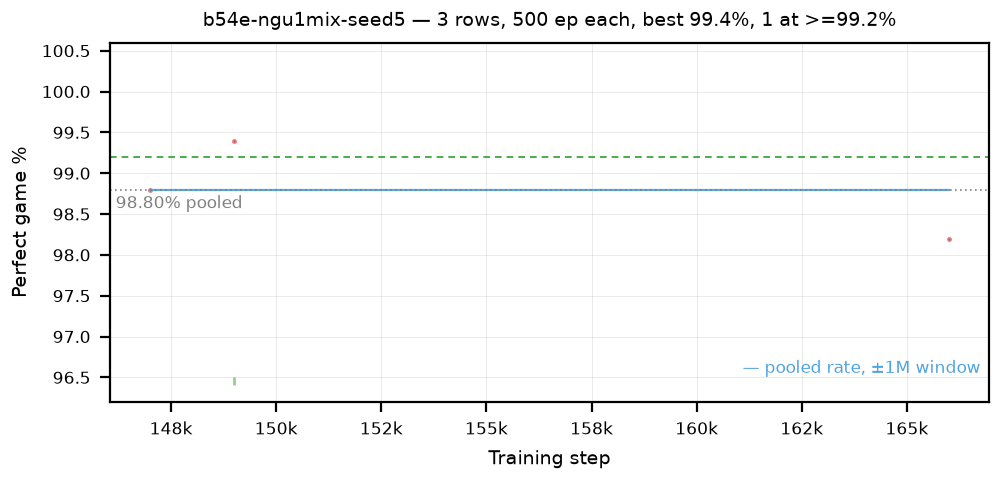 b54e-ngu1mix-seed5 — 3 rows, 500 ep each, best 99.4%, 1 at >=99.2%
100.5
100.0
99.5
99.0
98.5
98.0
97.5
97.0
96.5
Perfect game %
98.80% pooled
— pooled rate, ±1M window
148k
150k
152k
155k
158k
160k
162k
165k
Training step